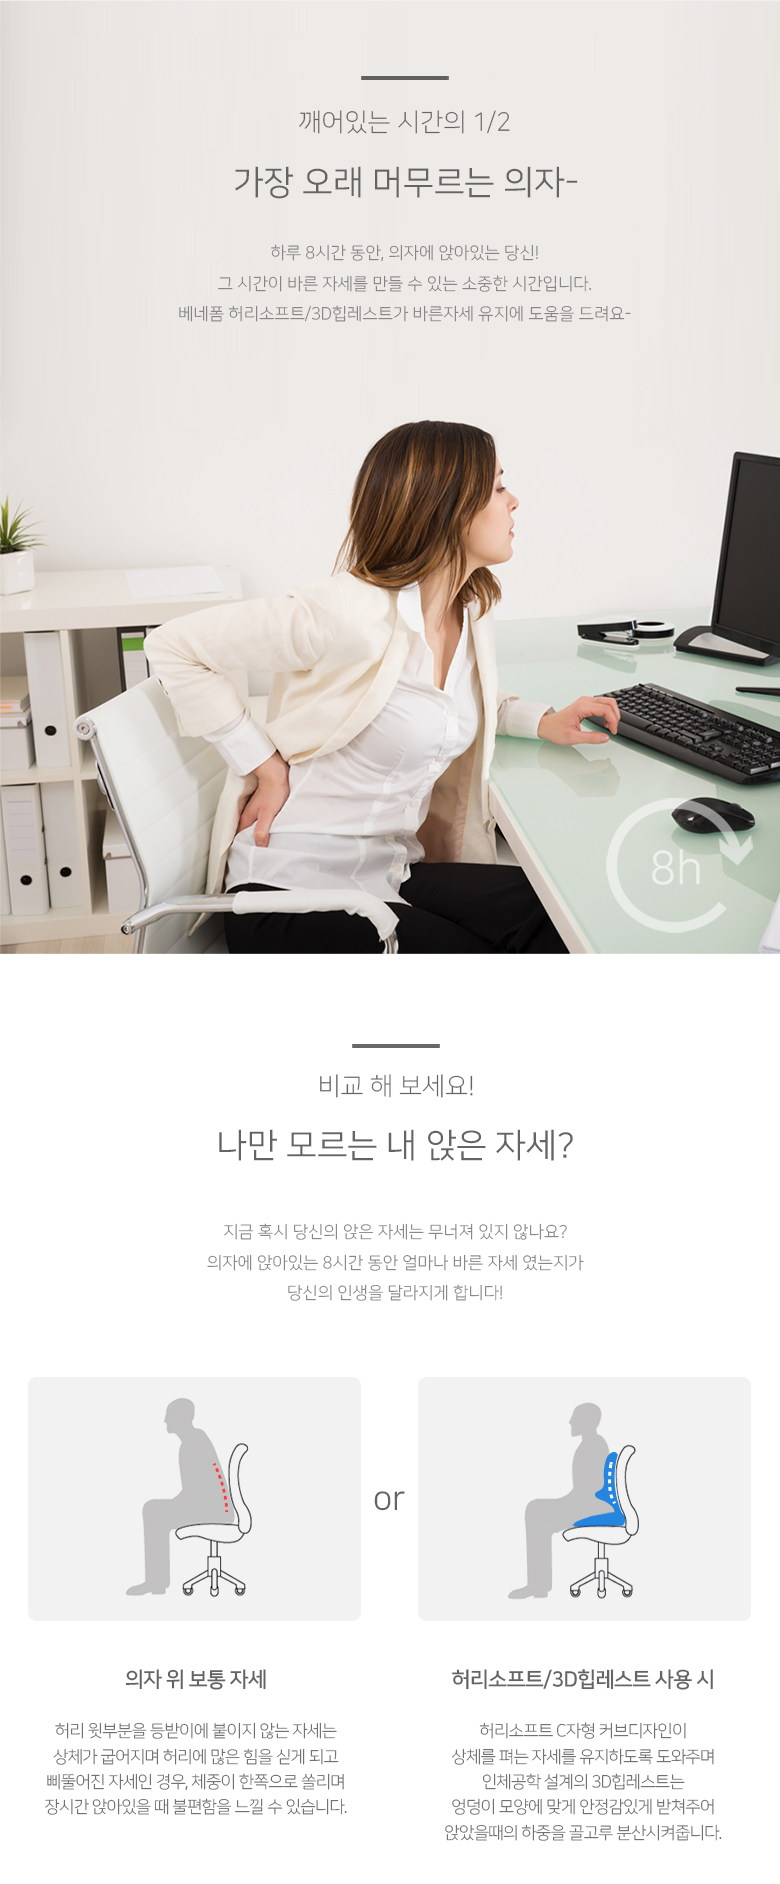 깨어있는 시간의 1/2
가장 오래 머무르는 의자-
하루 8시간 동안, 의자에 앉아있는 당신!
그 시간이 바른 자세를 만들 수 있는 소중한 시간입니다.
베네폼 허리소프트/3D힙레스트가 바른자세 유지에 도움을 드려요-
8h
비교 해 보세요!
나만 모르는 내 앉은 자세?
지금 혹시 당신의 앉은 자세는 무너져 있지 않나요?
의자에 앉아있는 8시간 동안 얼마나 바른 자세 였는지가
당신의 인생을 달라지게 합니다!
or
의자 위 보통 자세
허리 윗부분을 등받이에 붙이지 않는 자세는
상체가 굽어지며 허리에 많은 힘을 싣게 되고
삐뚤어진 자세인 경우, 체중이 한쪽으로 쏠리며
장시간 앉아있을 때 불편함을 느낄 수 있습니다.
허리소프트/3D힙레스트 사용 시
허리소프트 C자형 커브디자인이
상체를 펴는 자세를 유지하도록 도와주며
인체공학 설계의 3D힙레스트는
엉덩이 모양에 맞게 안정감있게 받쳐주어
앉았을때의 하중을 골고루 분산시켜줍니다.